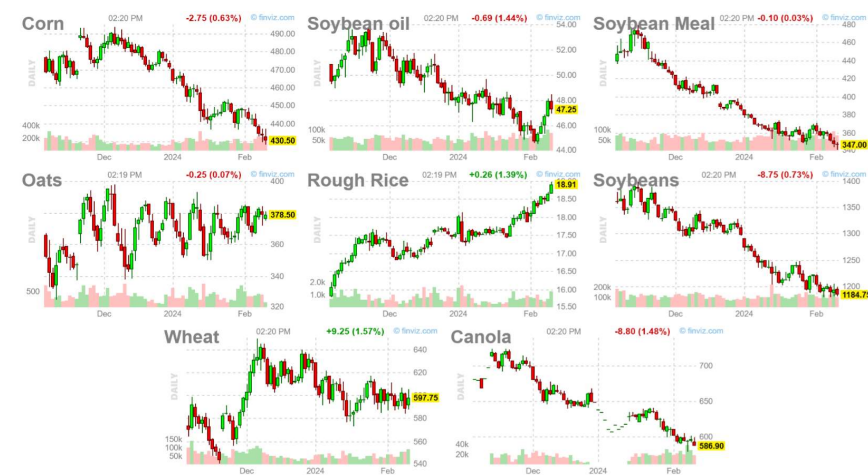 Corn 02:20 PM -2.75 (0.63%) © finviz.com
DAILY
490.00
480.00
470.00
460.00
450.00
440.00
430.50
400k
200k
Dec 2024 Feb
Soybean oil 02:20 PM -0.69 (1.44%) © finviz.com
DAILY
54.00
52.00
50.00
48.00
47.25
46.00
44.00
100k
50k
Dec 2024 Feb
Soybean Meal 02:20 PM -0.10 (0.03%) © finviz.com
DAILY
480
460
440
420
400
380
360
347.00
100k
50k
Dec 2024 Feb
Oats 02:19 PM -0.25 (0.07%) © finviz.com
DAILY
400
378.50
360
340
320
500
Dec 2024 Feb
Rough Rice 02:19 PM +0.26 (1.39%) © finviz.com
DAILY
18.91
18.50
18.00
17.50
17.00
16.50
16.00
15.50
2.0k
1.0k
Dec 2024 Feb
Soybeans 02:20 PM -8.75 (0.73%) © finviz.com
DAILY
1400
1350
1300
1250
1200
1184.75
200k
100k
Dec 2024 Feb
Wheat 02:20 PM +9.25 (1.57%) © finviz.com
DAILY
640
620
597.75
580
560
540
150k
100k
50k
Dec 2024 Feb
Canola 02:20 PM -8.80 (1.48%) © finviz.com
DAILY
700
650
600
586.90
40k
20k
Dec 2024 Feb